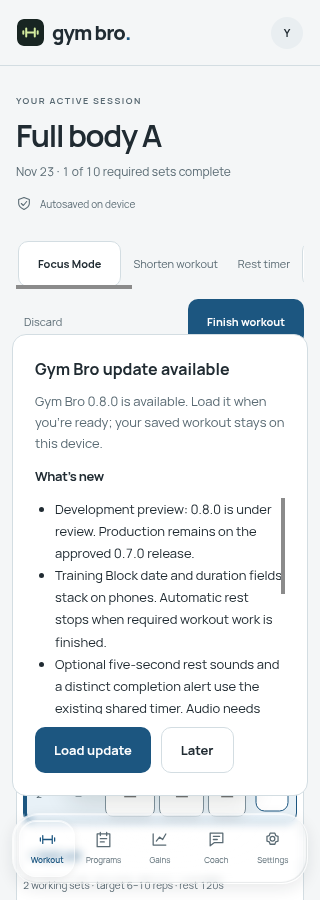 gym bro.
Y
YOUR ACTIVE SESSION
Full body A
Nov 23 · 1 of 10 required sets complete
Autosaved on device
Focus Mode
Shorten workout
Rest timer
Discard
Finish workout
Gym Bro update available
Gym Bro 0.8.0 is available. Load it when
you're ready; your saved workout stays on
this device.
What's new
• Development preview: 0.8.0 is under
review. Production remains on the
approved 0.7.0 release.
• Training Block date and duration fields
stack on phones. Automatic rest
stops when required workout work is
finished.
• Optional five-second rest sounds and
a distinct completion alert use the
existing shared timer. Audio needs
Load update
Later
Workout
Programs
Gains
Coach
Settings
2 working sets · target 6–10 reps · rest 120s